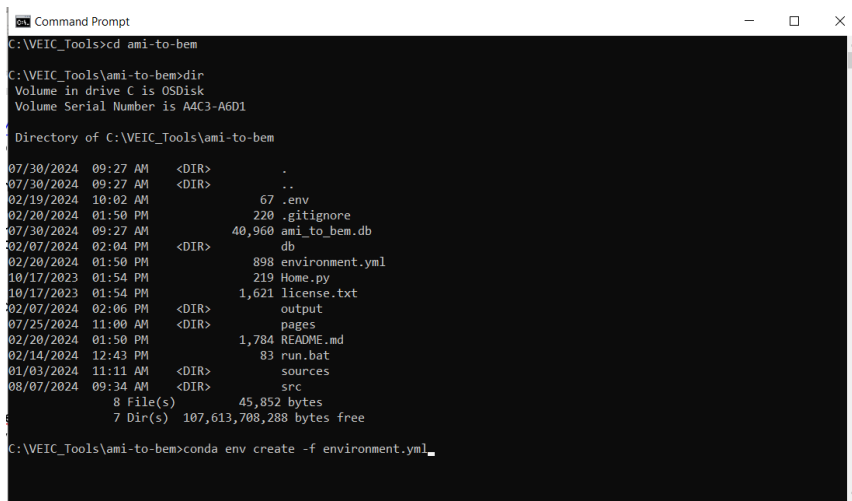 Command Prompt
C:\VEIC_Tools>cd ami-to-bem
C:\VEIC_Tools\ami-to-bem>dir
Volume in drive C is OSDisk
Volume Serial Number is A4C3-A6D1
Directory of C:\VEIC_Tools\ami-to-bem
07/30/2024 09:27 AM <DIR> .
07/30/2024 09:27 AM <DIR> ..
02/19/2024 10:02 AM 67 .env
02/20/2024 01:50 PM 220 .gitignore
07/30/2024 09:27 AM 40,960 ami_to_bem.db
02/07/2024 02:04 PM <DIR> db
02/20/2024 01:50 PM 898 environment.yml
10/17/2023 01:54 PM 219 Home.py
10/17/2023 01:54 PM 1,621 license.txt
02/07/2024 02:06 PM <DIR> output
07/25/2024 11:00 AM <DIR> pages
02/20/2024 01:50 PM 1,784 README.md
02/14/2024 12:43 PM 83 run.bat
01/03/2024 11:11 AM <DIR> sources
08/07/2024 09:34 AM <DIR> src
8 File(s) 45,852 bytes
7 Dir(s) 107,613,708,288 bytes free
C:\VEIC_Tools\ami-to-bem>conda env create -f environment.yml